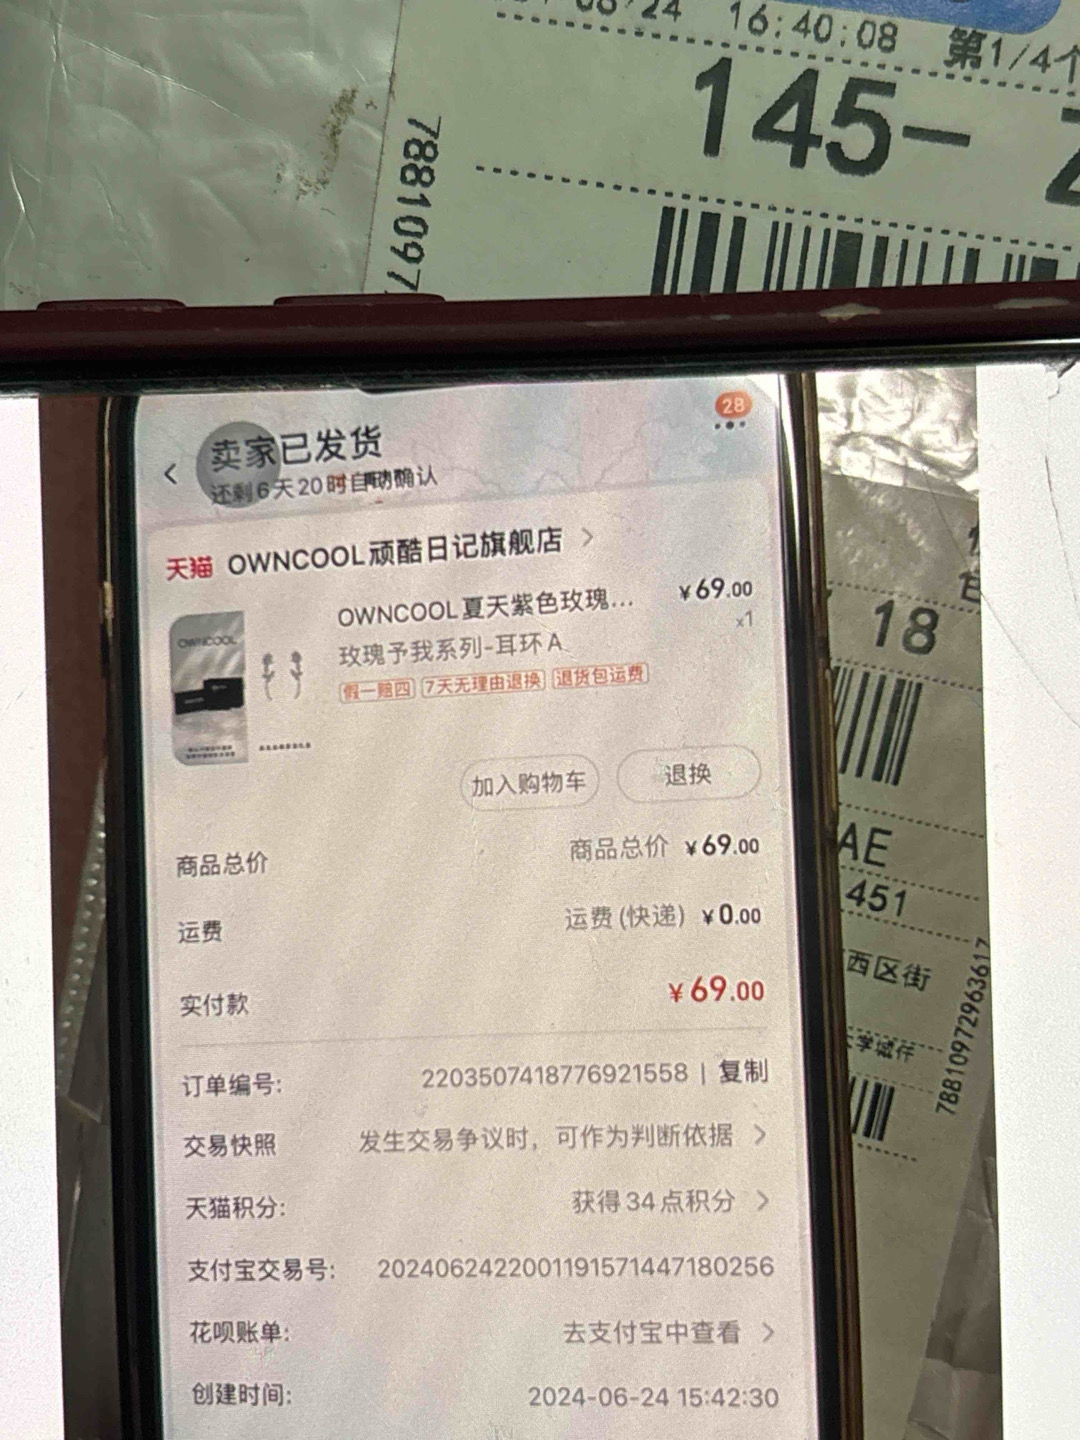 16:40:08 第1/4个
145-
7881097
28
卖家已发货
还剩6天20时自动确认
天猫 OWNCOOL顽酷日记旗舰店
OWNCOOL夏天紫色玫瑰... ¥69.00
玫瑰予我系列-耳环A x1
假一赔四 7天无理由退换 退货包运费
OWNCOOL
加入购物车 退换
商品总价 商品总价 ¥69.00
运费 运费(快递) ¥0.00
实付款 ¥69.00
订单编号: 2203507418776921558 | 复制
交易快照 发生交易争议时，可作为判断依据
天猫积分: 获得34点积分
支付宝交易号: 2024062422001191571447180256
花呗账单: 去支付宝中查看
创建时间: 2024-06-24 15:42:30
18
AE
451
西区街
78810972963617